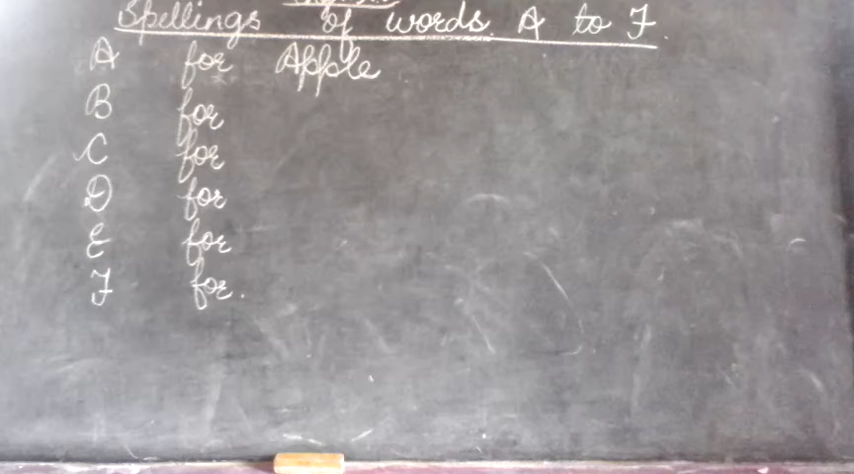 Spellings of words. A to F.
A for Apple
B for
C for
D for
E for
F for.